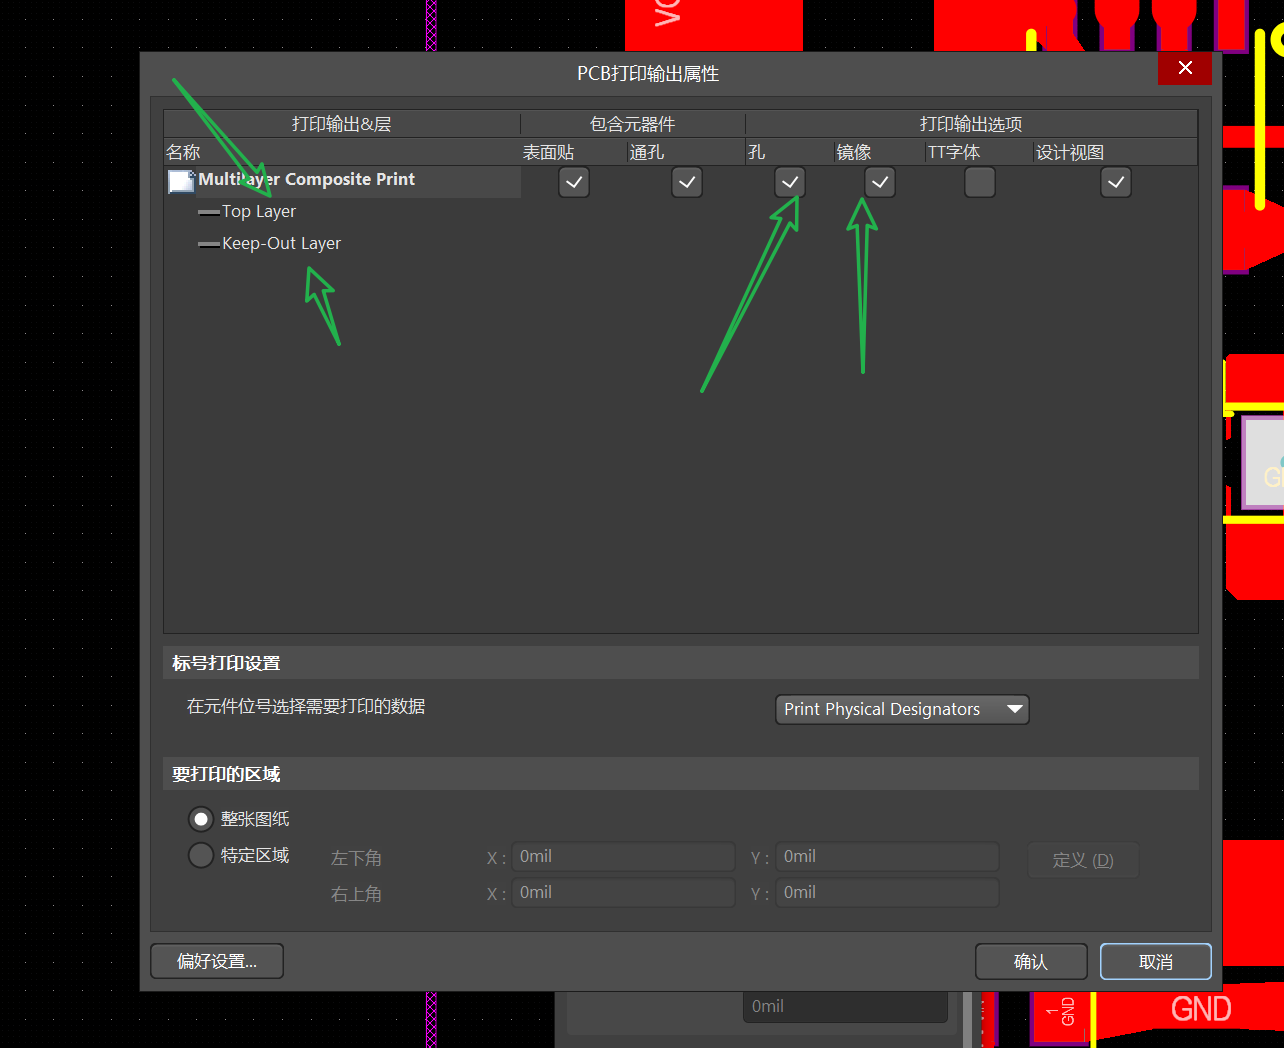 VC
PCB打印输出属性
打印输出&层 包含元器件 打印输出选项
名称 表面贴 通孔 孔 镜像 TT字体 设计视图
Multilayer Composite Print
Top Layer
Keep-Out Layer
标号打印设置
在元件位号选择需要打印的数据 Print Physical Designators
要打印的区域
整张图纸
特定区域 左下角 X : 0mil Y : 0mil 定义 (D)
右上角 X : 0mil Y : 0mil
偏好设置... 确认 取消
0mil
1
GND
GND